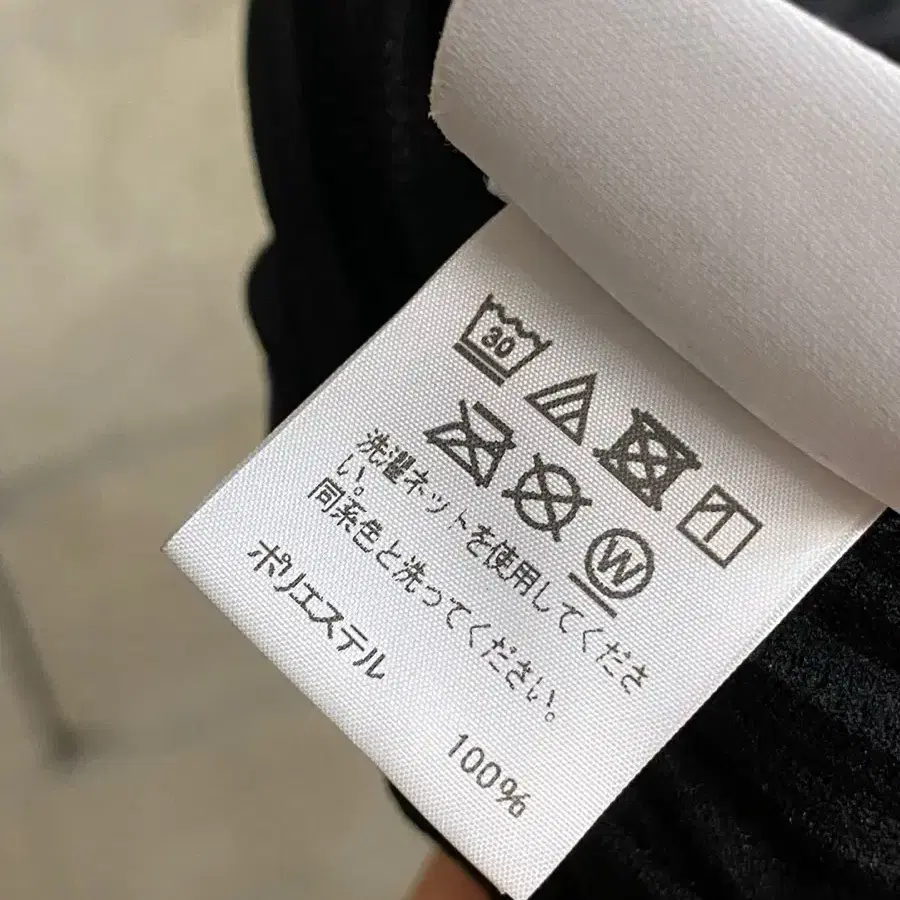 30
W
洗濯ネットを使用してくださ
い。
同系色と洗ってください。
ポリエステル
100%